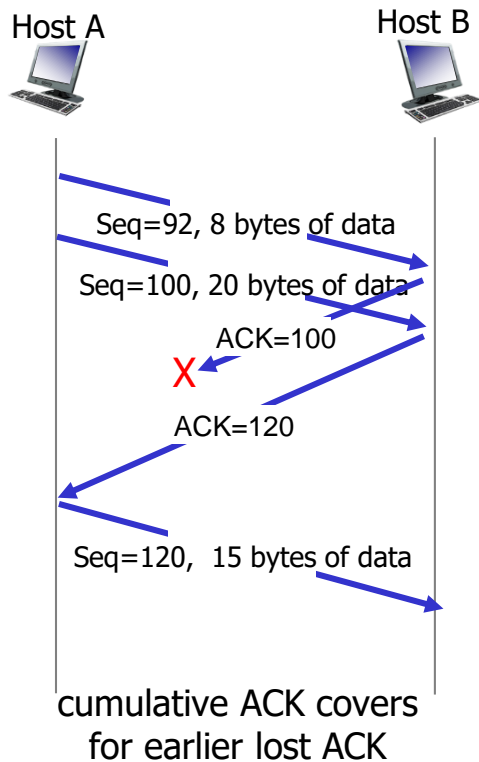 Host A
Host B
Seq=92, 8 bytes of data
Seq=100, 20 bytes of data
ACK=100
X
ACK=120
Seq=120, 15 bytes of data
cumulative ACK covers
for earlier lost ACK